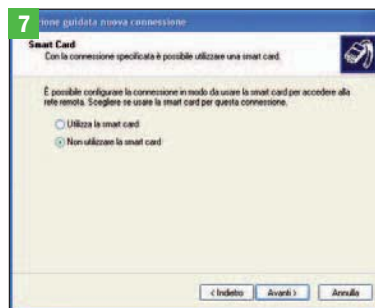 7
ione guidata nuova connessione
Smart Card
Con la connessione specificata è possibile utilizzare una smart card.
È possibile configurare la connessione in modo da usare la smart card per accedere alla
rete remota. Scegliere se usare la smart card per questa connessione.
Utilizza la smart card
Non utilizzare la smart card
< Indietro
Avanti >
Annulla